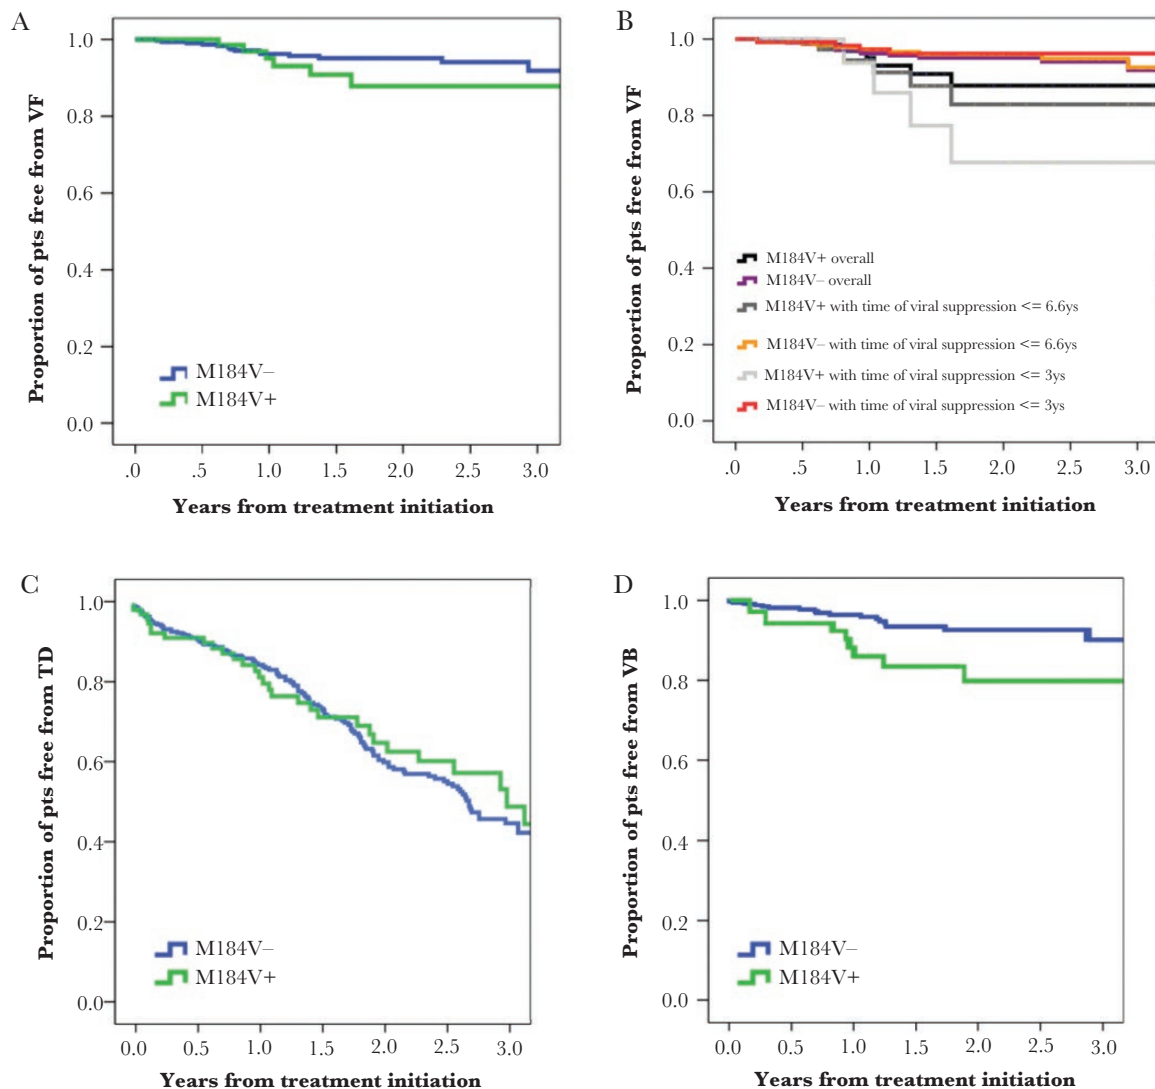 A
Proportion of pts free from VF
1.0
0.8
0.6
0.4
0.2
0.0
M184V–
M184V+
.0 .5 1.0 1.5 2.0 2.5 3.0
Years from treatment initiation
B
Proportion of pts free from VF
1.0
0.8
0.6
0.4
0.2
0.0
M184V+ overall
M184V– overall
M184V+ with time of viral suppression <= 6.6ys
M184V– with time of viral suppression <= 6.6ys
M184V+ with time of viral suppression <= 3ys
M184V– with time of viral suppression <= 3ys
.0 .5 1.0 1.5 2.0 2.5 3.0
Years from treatment initiation
C
Proportion of pts free from TD
1.0
0.8
0.6
0.4
0.2
0.0
M184V–
M184V+
0.0 0.5 1.0 1.5 2.0 2.5 3.0
Years from treatment initiation
D
Proportion of pts free from VB
1.0
0.8
0.6
0.4
0.2
0.0
M184V–
M184V+
0.0 0.5 1.0 1.5 2.0 2.5 3.0
Years from treatment initiation